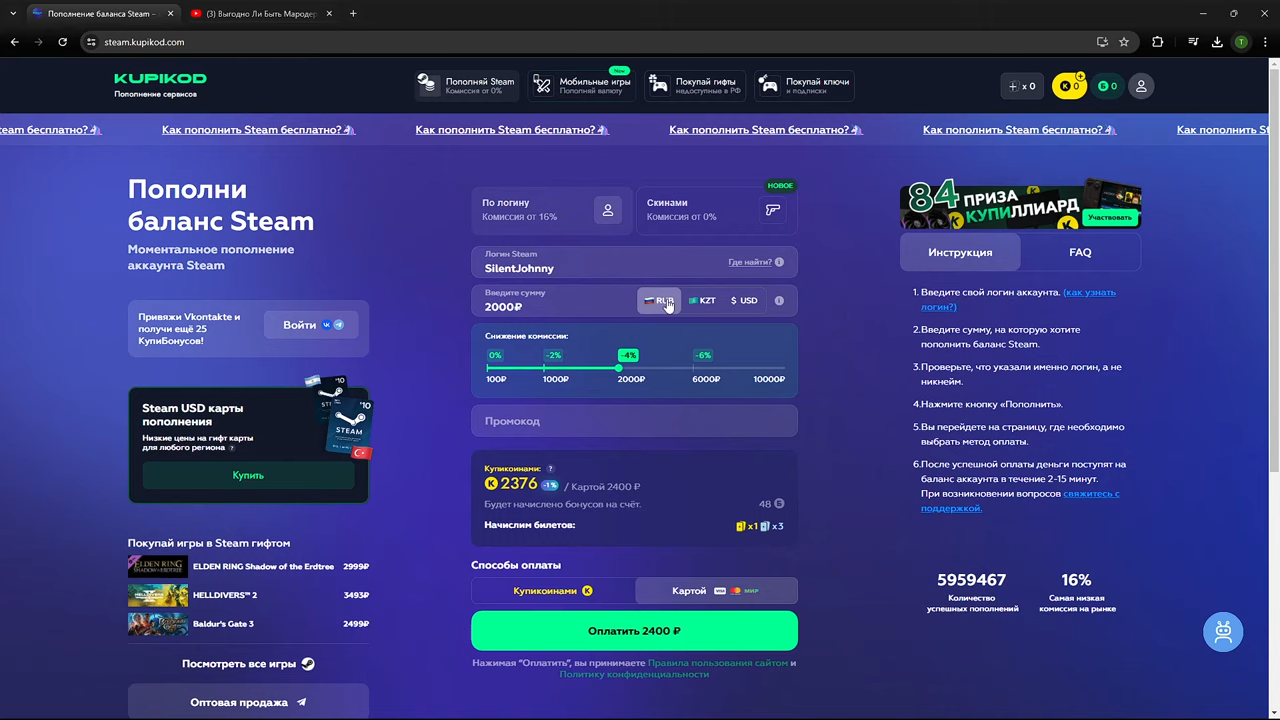 Пополнение баланса Steam –
(3) Выгодно Ли Быть Мародер
steam.kupikod.com
T
KUPIKOD
Пополнение сервисов
Пополняй Steam
Комиссия от 0%
New
Мобильные игры
Пополняй валюту
Покупай гифты
недоступные в РФ
Покупай ключи
и подписки
x 0
K 0
Б 0
eam бесплатно?
Как пополнить Steam бесплатно?
Как пополнить Steam бесплатно?
Как пополнить Steam бесплатно?
Как пополнить Steam бесплатно?
Как пополнить St
Пополни
баланс Steam
Моментальное пополнение
аккаунта Steam
Привяжи Vkontakte и
получи ещё 25
КупиБонусов!
Войти
Steam USD карты
пополнения
Низкие цены на гифт карты
для любого региона ?
STEAM
Купить
Покупай игры в Steam гифтом
ELDEN RING Shadow of the Erdtree 2999₽
HELLDIVERS™ 2 3493₽
Baldur's Gate 3 2499₽
Посмотреть все игры
Оптовая продажа
По логину
Комиссия от 16%
НОВОЕ
Скинами
Комиссия от 0%
Логин Steam
SilentJohnny
Где найти?
Введите сумму
2000₽
RUB
KZT
$ USD
Снижение комиссии:
0% -2% -4% -6%
100₽ 1000₽ 2000₽ 6000₽ 10000₽
Промокод
Купикоинами: ?
K 2376 -1% / Картой 2400 ₽
Будет начислено бонусов на счёт. 48 Б
Начислим билетов: x1 x3
Способы оплаты
Купикоинами K
Картой VISA МИР
Оплатить 2400 ₽
Нажимая “Оплатить”, вы принимаете Правила пользования сайтом и
Политику конфиденциальности
84 ПРИЗА
КУПИЛЛИАРД
Участвовать
Инструкция
FAQ
1. Введите свой логин аккаунта. (как узнать
логин?)
2. Введите сумму, на которую хотите
пополнить баланс Steam.
3. Проверьте, что указали именно логин, а не
никнейм.
4. Нажмите кнопку «Пополнить».
5. Вы перейдете на страницу, где необходимо
выбрать метод оплаты.
6. После успешной оплаты деньги поступят на
баланс аккаунта в течение 2-15 минут.
При возникновении вопросов свяжитесь с
поддержкой.
5959467
Количество
успешных пополнений
16%
Самая низкая
комиссия на рынке